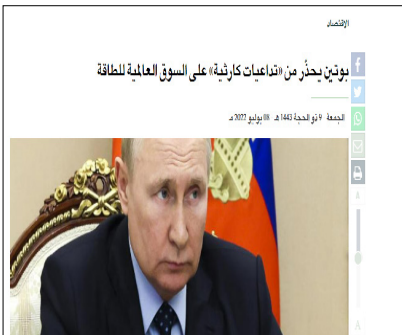 الاقتصاد
بوتين يحذّر من «تداعيات كارثية» على السوق العالمية للطاقة
الجمعة 9 ذو الحجة 1443 هـ 08 يوليو 2022 مـ
A
A